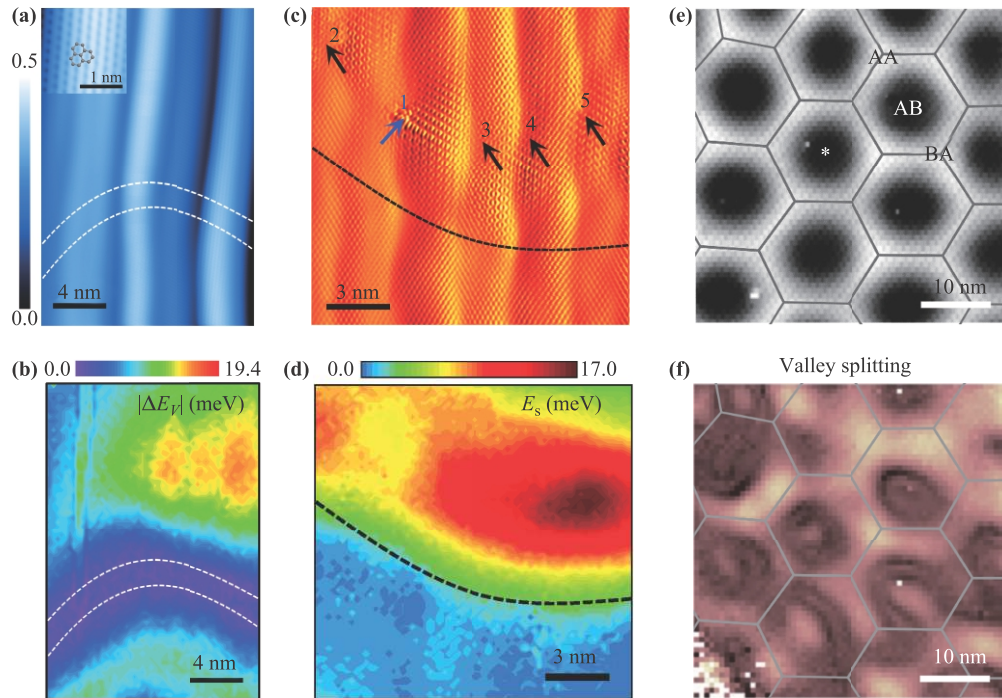 (a)
0.5
0.0
1 nm
4 nm
(b)
0.0
19.4
|ΔE_V| (meV)
4 nm
(c)
1
2
3
4
5
3 nm
(d)
0.0
17.0
E_s (meV)
3 nm
(e)
AA
AB
*
BA
10 nm
(f)
Valley splitting
10 nm